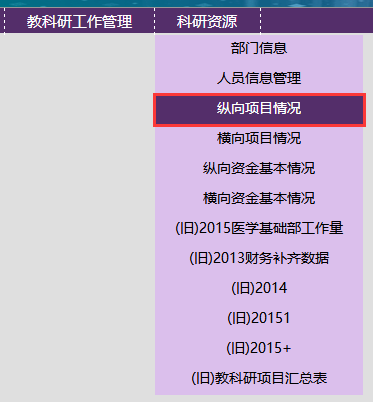 教科研工作管理 科研资源
部门信息
人员信息管理
纵向项目情况
横向项目情况
纵向资金基本情况
横向资金基本情况
(旧)2015医学基础部工作量
(旧)2013财务补齐数据
(旧)2014
(旧)20151
(旧)2015+
(旧)教科研项目汇总表